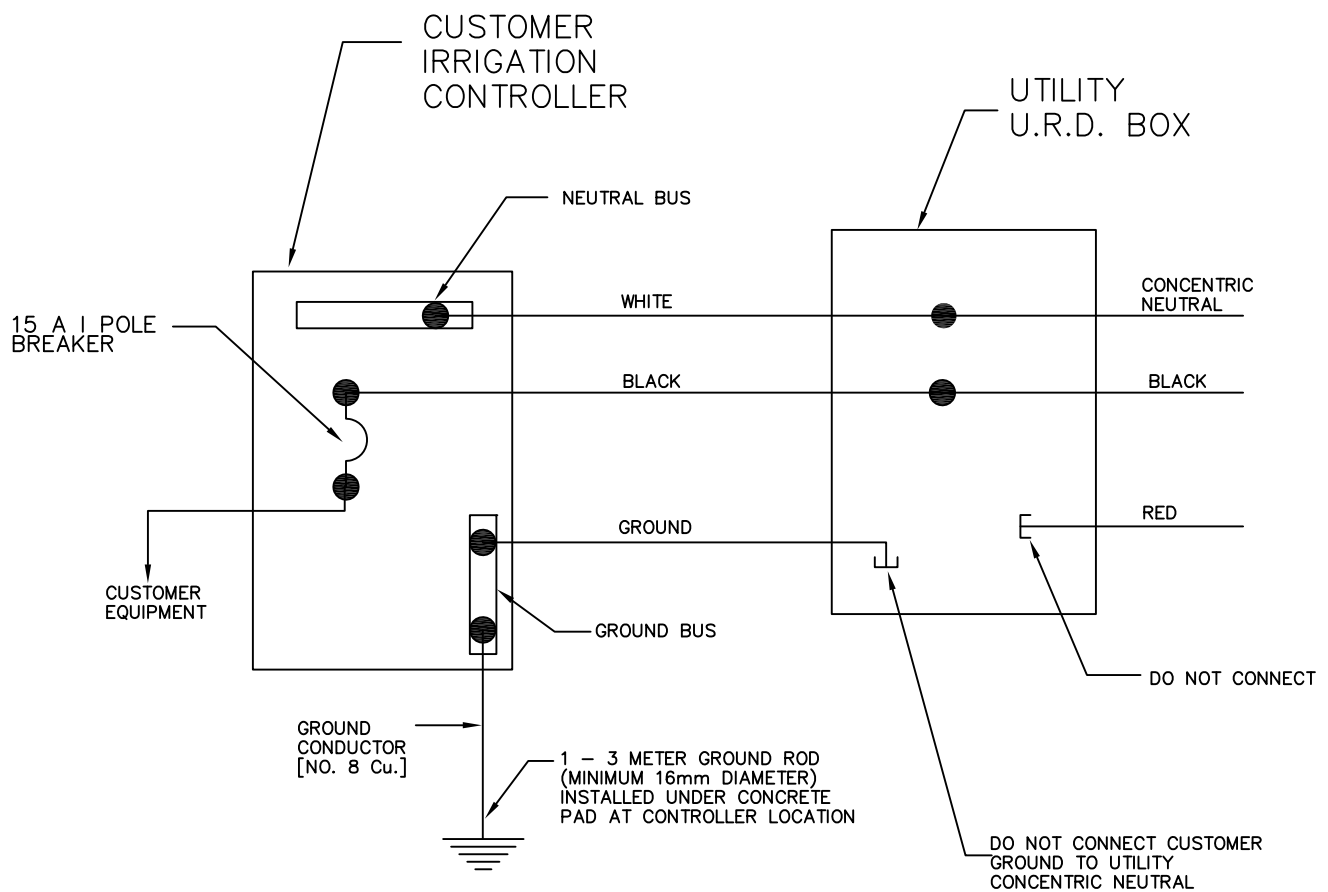 CUSTOMER
IRRIGATION
CONTROLLER
UTILITY
U.R.D. BOX
NEUTRAL BUS
15 A I POLE
BREAKER
WHITE
CONCENTRIC
NEUTRAL
BLACK
BLACK
GROUND
RED
CUSTOMER
EQUIPMENT
GROUND BUS
DO NOT CONNECT
GROUND
CONDUCTOR
[NO. 8 Cu.]
1 – 3 METER GROUND ROD
(MINIMUM 16mm DIAMETER)
INSTALLED UNDER CONCRETE
PAD AT CONTROLLER LOCATION
DO NOT CONNECT CUSTOMER
GROUND TO UTILITY
CONCENTRIC NEUTRAL